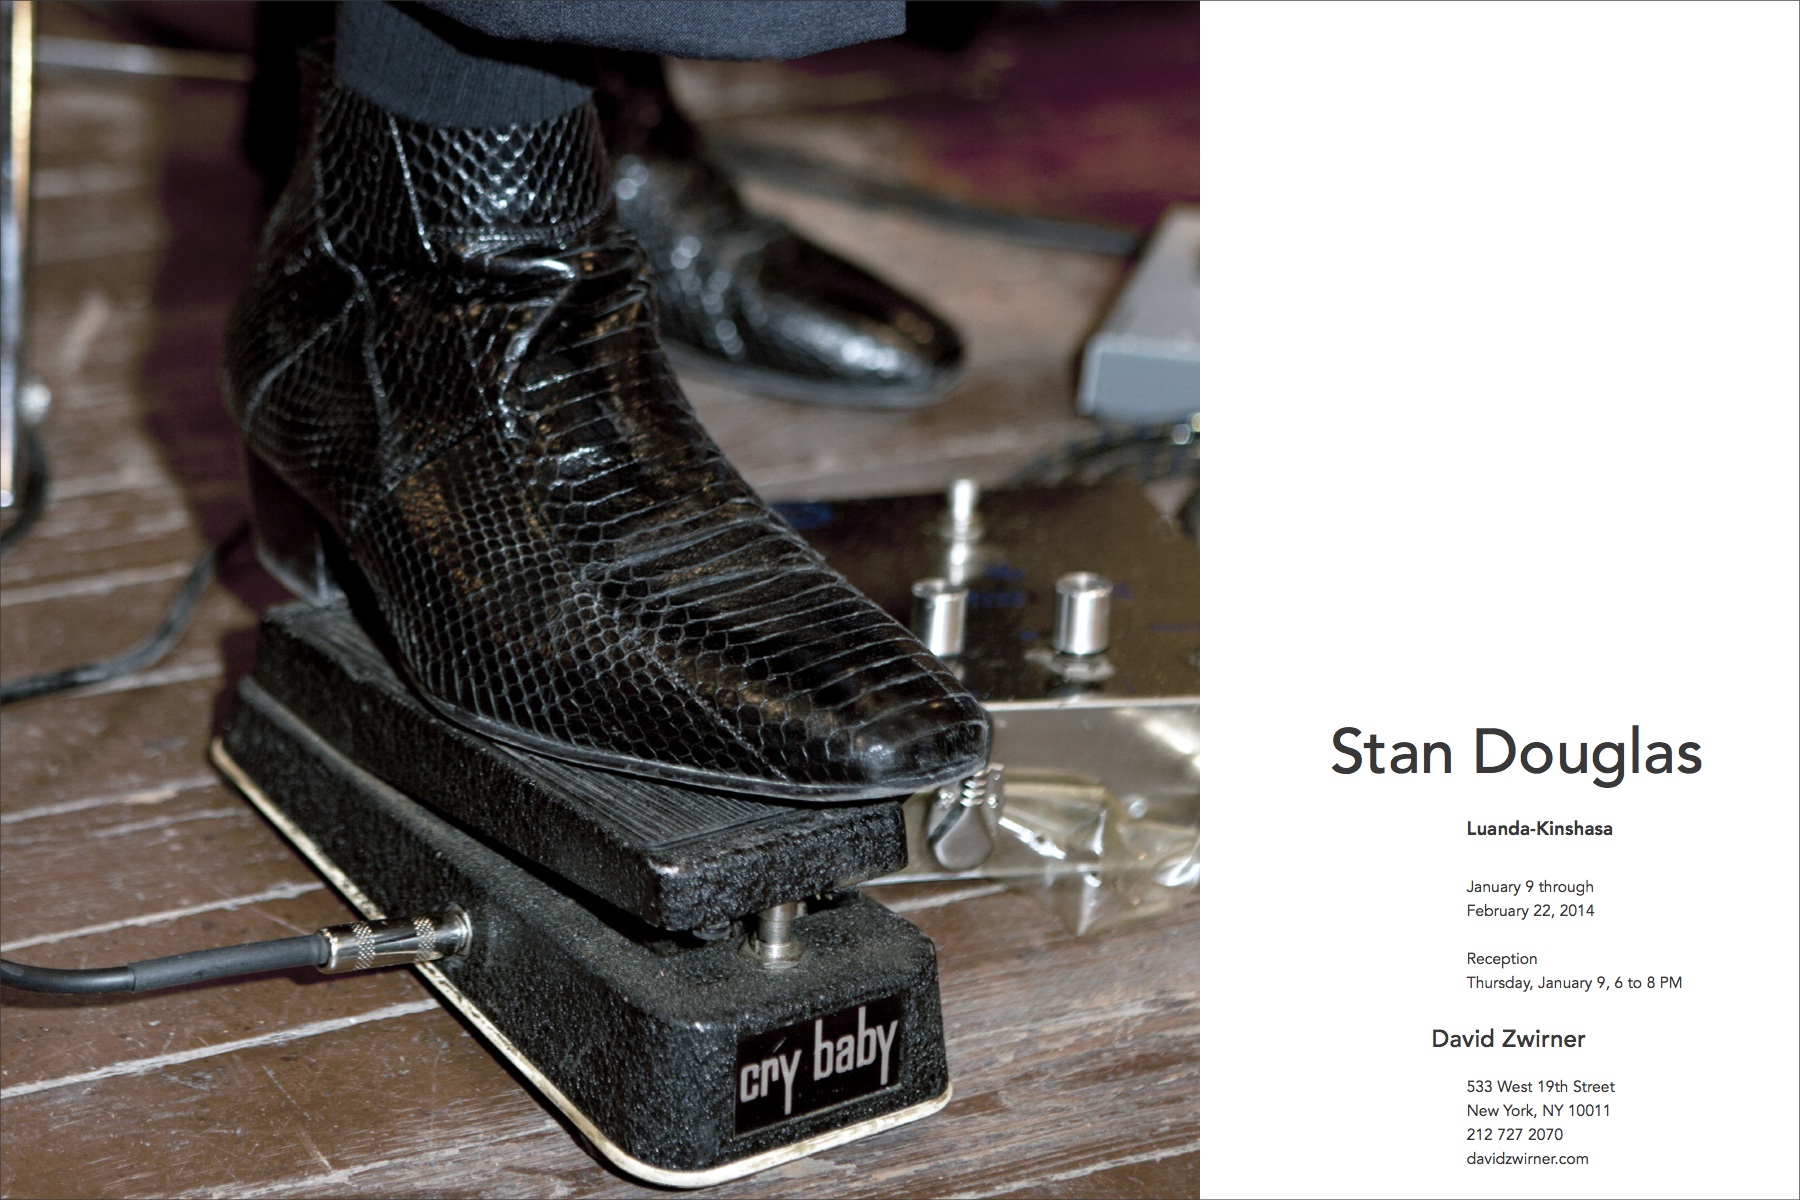 cry baby
Stan Douglas
Luanda-Kinshasa
January 9 through
February 22, 2014
Reception
Thursday, January 9, 6 to 8 PM
David Zwirner
533 West 19th Street
New York, NY 10011
212 727 2070
davidzwirner.com